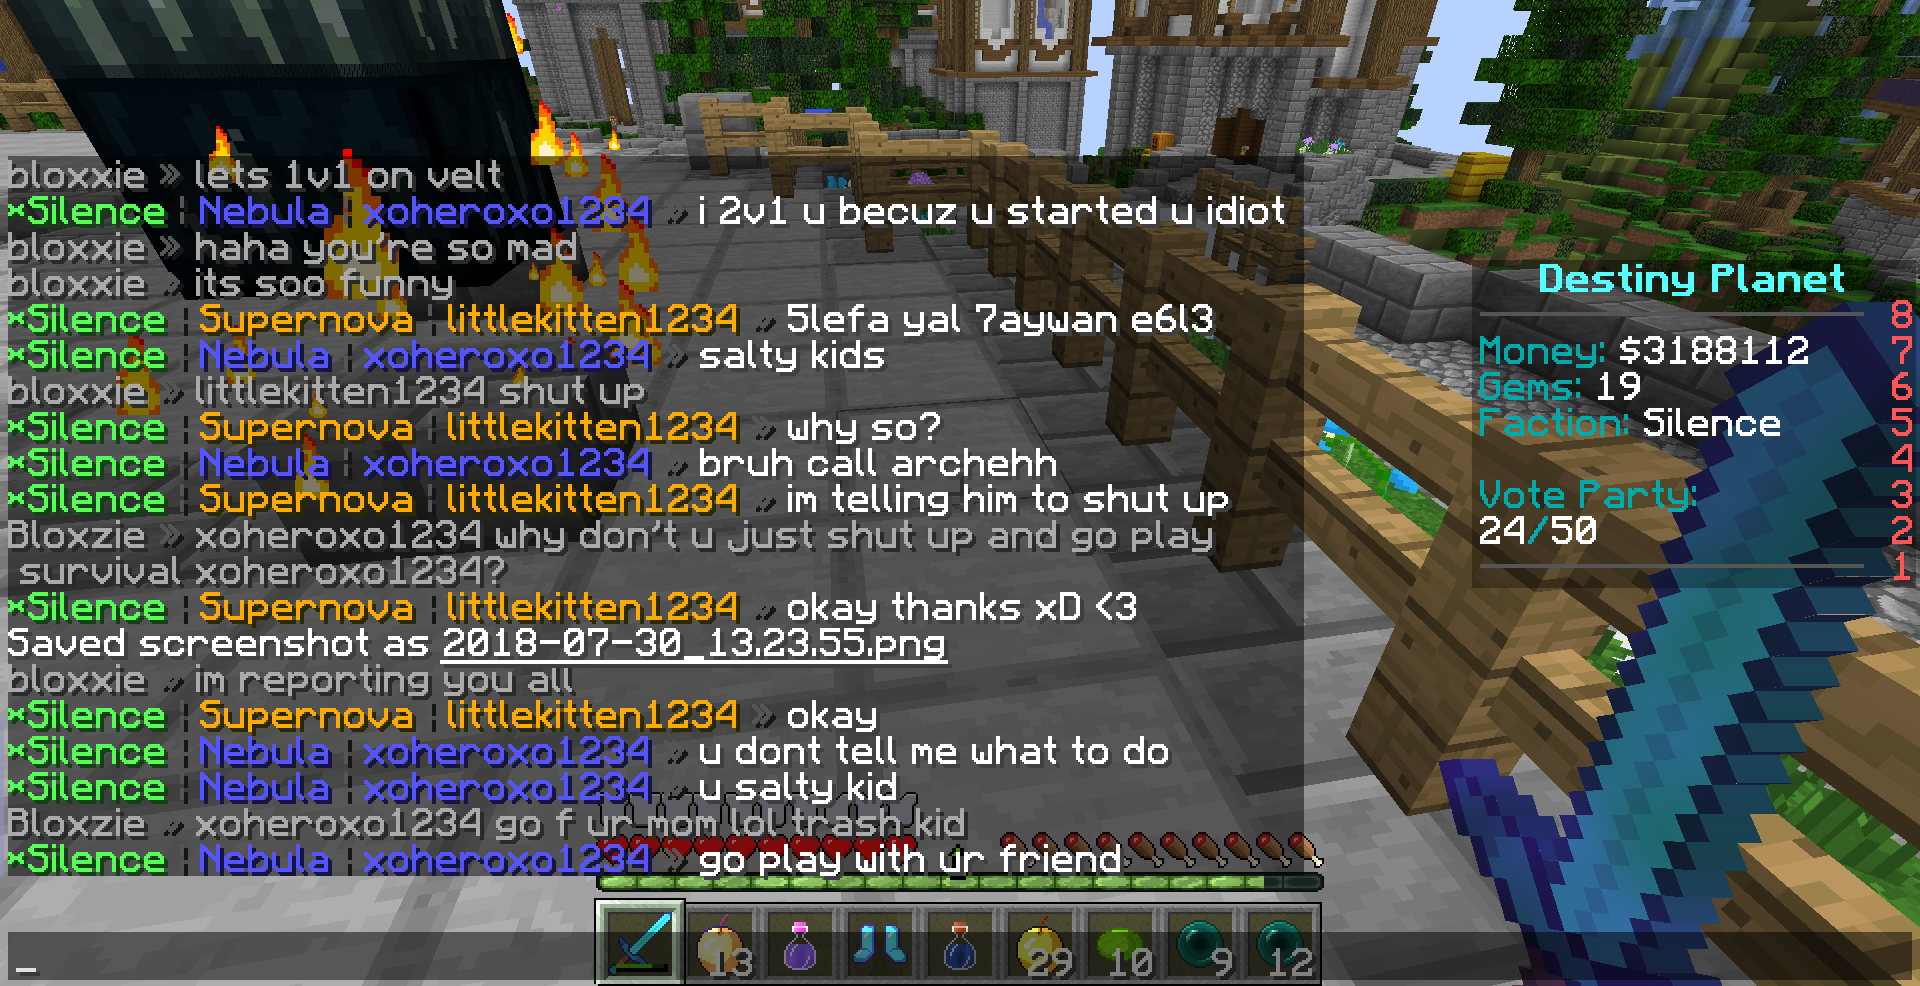 bloxxie » lets 1v1 on velt
×Silence ¦ Nebula ¦ xoheroxo1234 » i 2v1 u becuz u started u idiot
bloxxie » haha you're so mad
bloxxie » its soo funny
×Silence ¦ Supernova ¦ littlekitten1234 » 5lefa yal 7aywan e6l3
×Silence ¦ Nebula ¦ xoheroxo1234 » salty kids
bloxxie » littlekitten1234 shut up
×Silence ¦ Supernova ¦ littlekitten1234 » why so?
×Silence ¦ Nebula ¦ xoheroxo1234 » bruh call archehh
×Silence ¦ Supernova ¦ littlekitten1234 » im telling him to shut up
Bloxzie » xoheroxo1234 why don't u just shut up and go play
survival xoheroxo1234?
×Silence ¦ Supernova ¦ littlekitten1234 » okay thanks xD <3
Saved screenshot as 2018-07-30_13.23.55.png
bloxxie » im reporting you all
×Silence ¦ Supernova ¦ littlekitten1234 » okay
×Silence ¦ Nebula ¦ xoheroxo1234 » u dont tell me what to do
×Silence ¦ Nebula ¦ xoheroxo1234 » u salty kid
Bloxzie » xoheroxo1234 go f ur mom lol trash kid
×Silence ¦ Nebula ¦ xoheroxo1234 » go play with ur friend
Destiny Planet
8
Money: $3188112 7
Gems: 19 6
Faction: Silence 5
4
Vote Party: 3
24/50 2
1
13 29 10 9 12
_